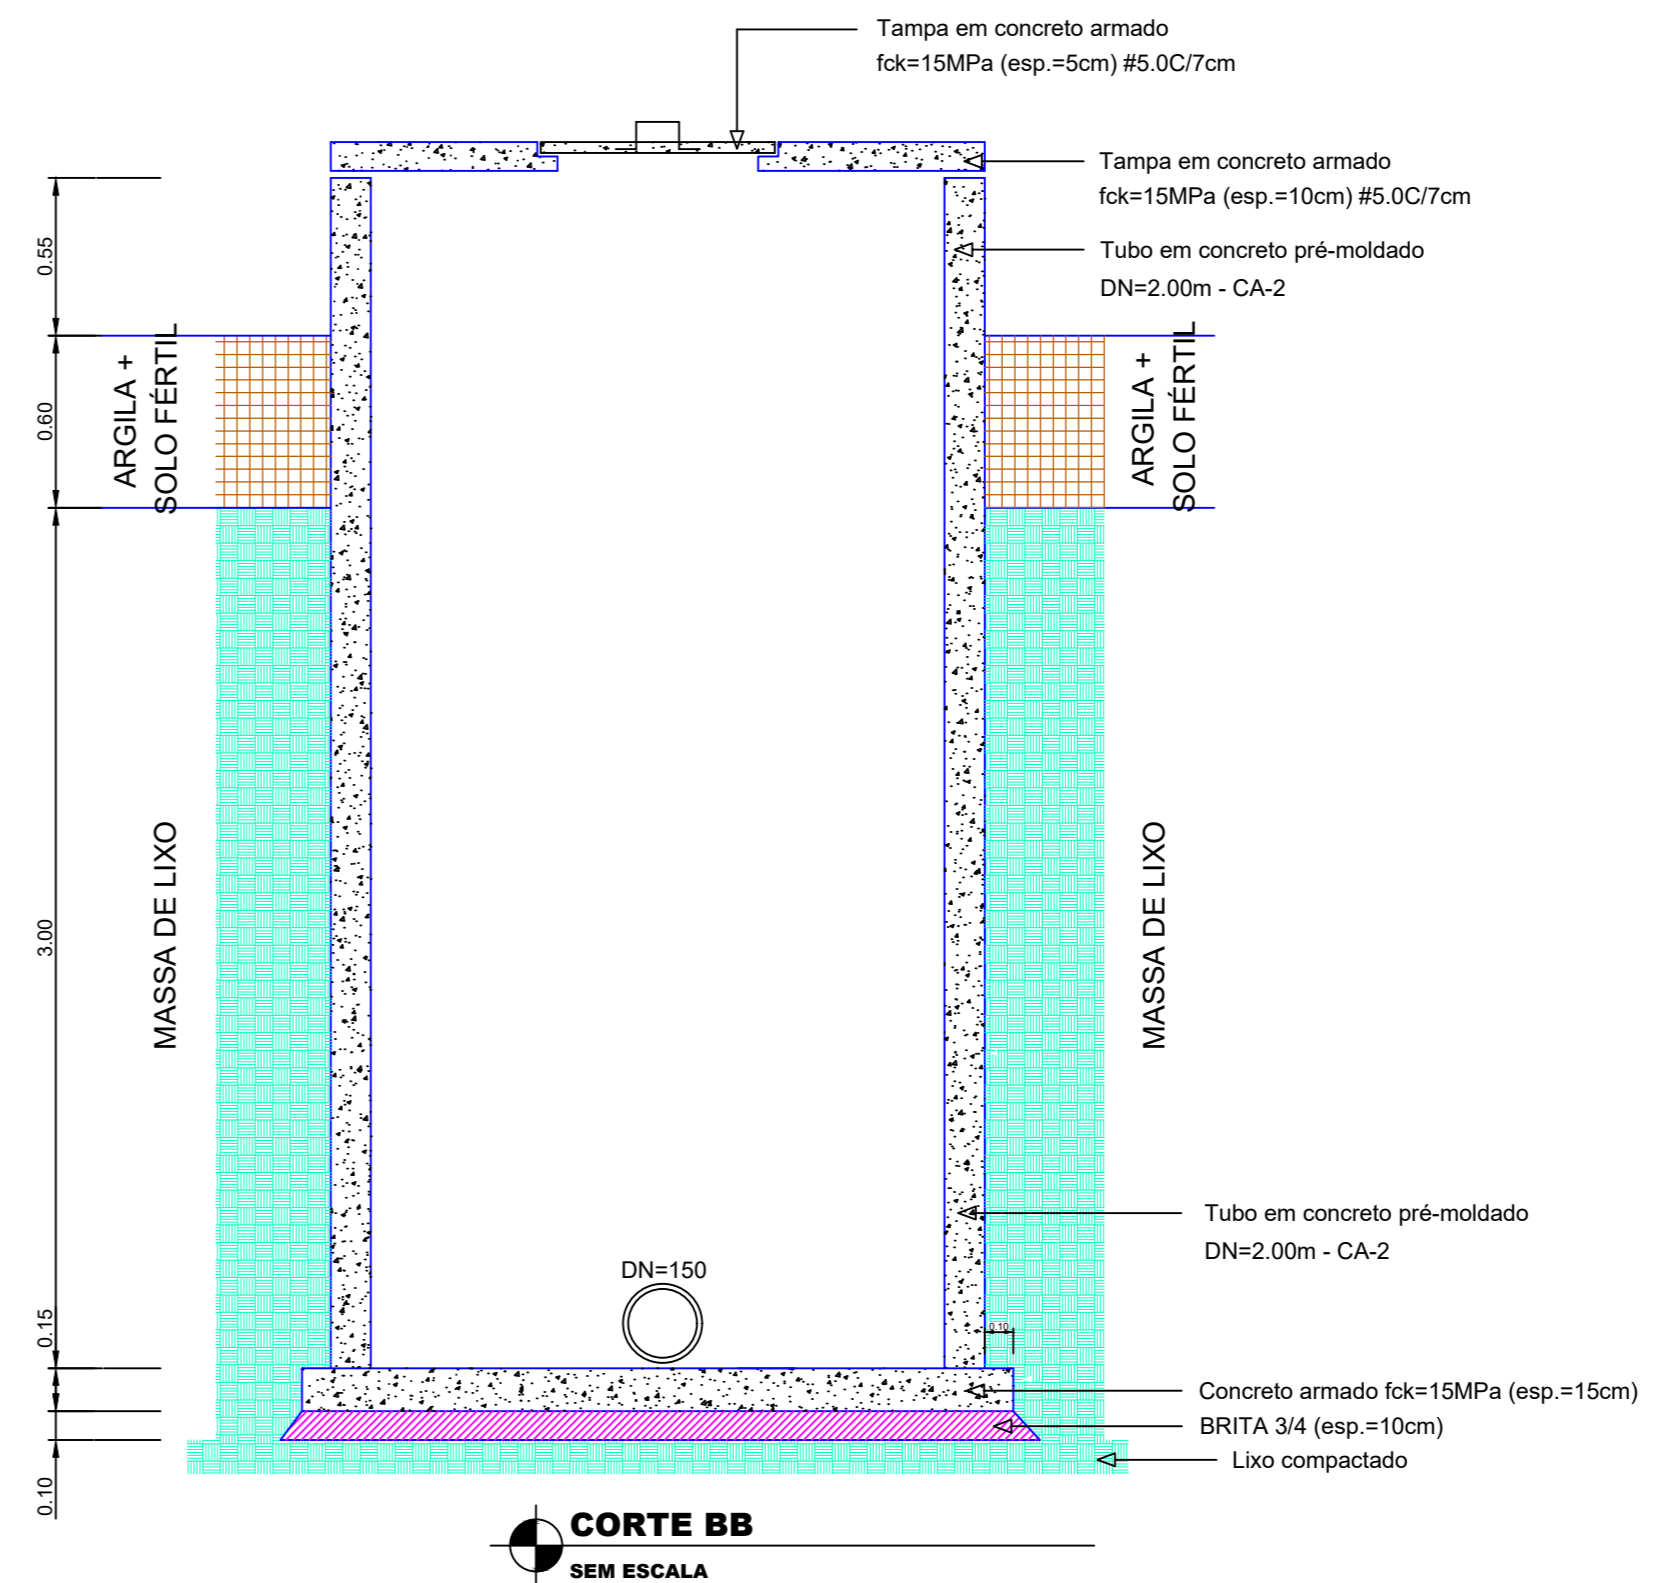 Tampa em concreto armado
fck=15MPa (esp.=5cm) #5.0C/7cm
Tampa em concreto armado
fck=15MPa (esp.=10cm) #5.0C/7cm
Tubo em concreto pré-moldado
DN=2.00m - CA-2
0.55
0.60
ARGILA +
SOLO FÉRTIL
ARGILA +
SOLO FÉRTIL
3.00
MASSA DE LIXO
MASSA DE LIXO
Tubo em concreto pré-moldado
DN=2.00m - CA-2
DN=150
0.15
0.10
Concreto armado fck=15MPa (esp.=15cm)
BRITA 3/4 (esp.=10cm)
Lixo compactado
0.10
CORTE BB
SEM ESCALA